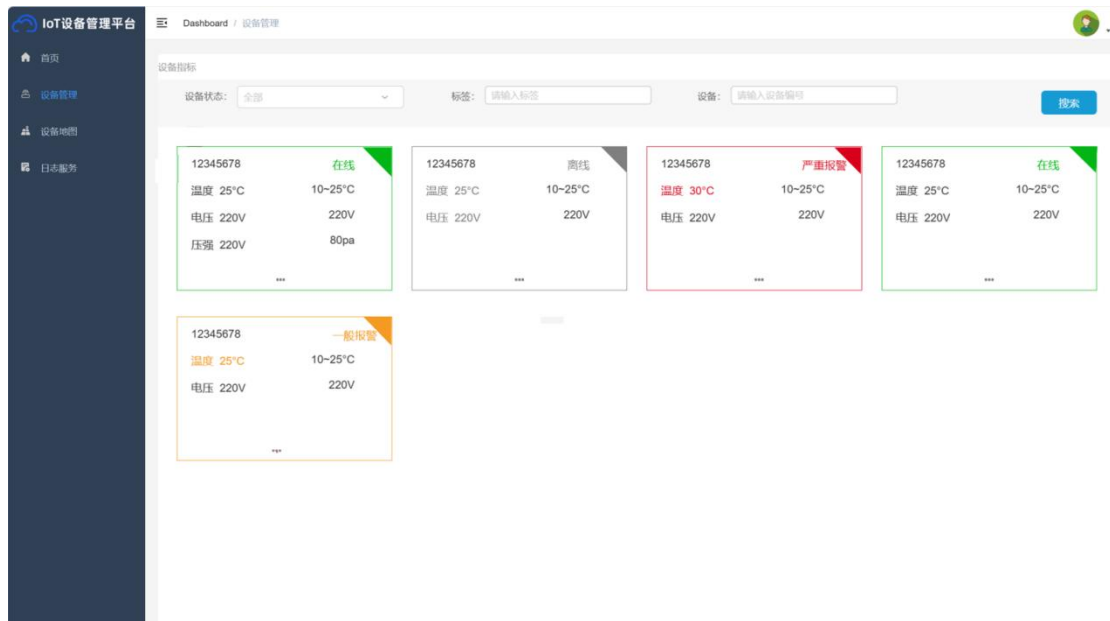 IoT设备管理平台
Dashboard / 设备管理
首页
设备管理
设备地图
日志服务
设备指标
设备状态: 全部
标签: 请输入标签
设备: 请输入设备编号
搜索
12345678 在线
温度 25°C 10~25°C
电压 220V 220V
压强 220V 80pa
•••
12345678 离线
温度 25°C 10~25°C
电压 220V 220V
•••
12345678 严重报警
温度 30°C 10~25°C
电压 220V 220V
•••
12345678 在线
温度 25°C 10~25°C
电压 220V 220V
•••
12345678 一般报警
温度 25°C 10~25°C
电压 220V 220V
•••